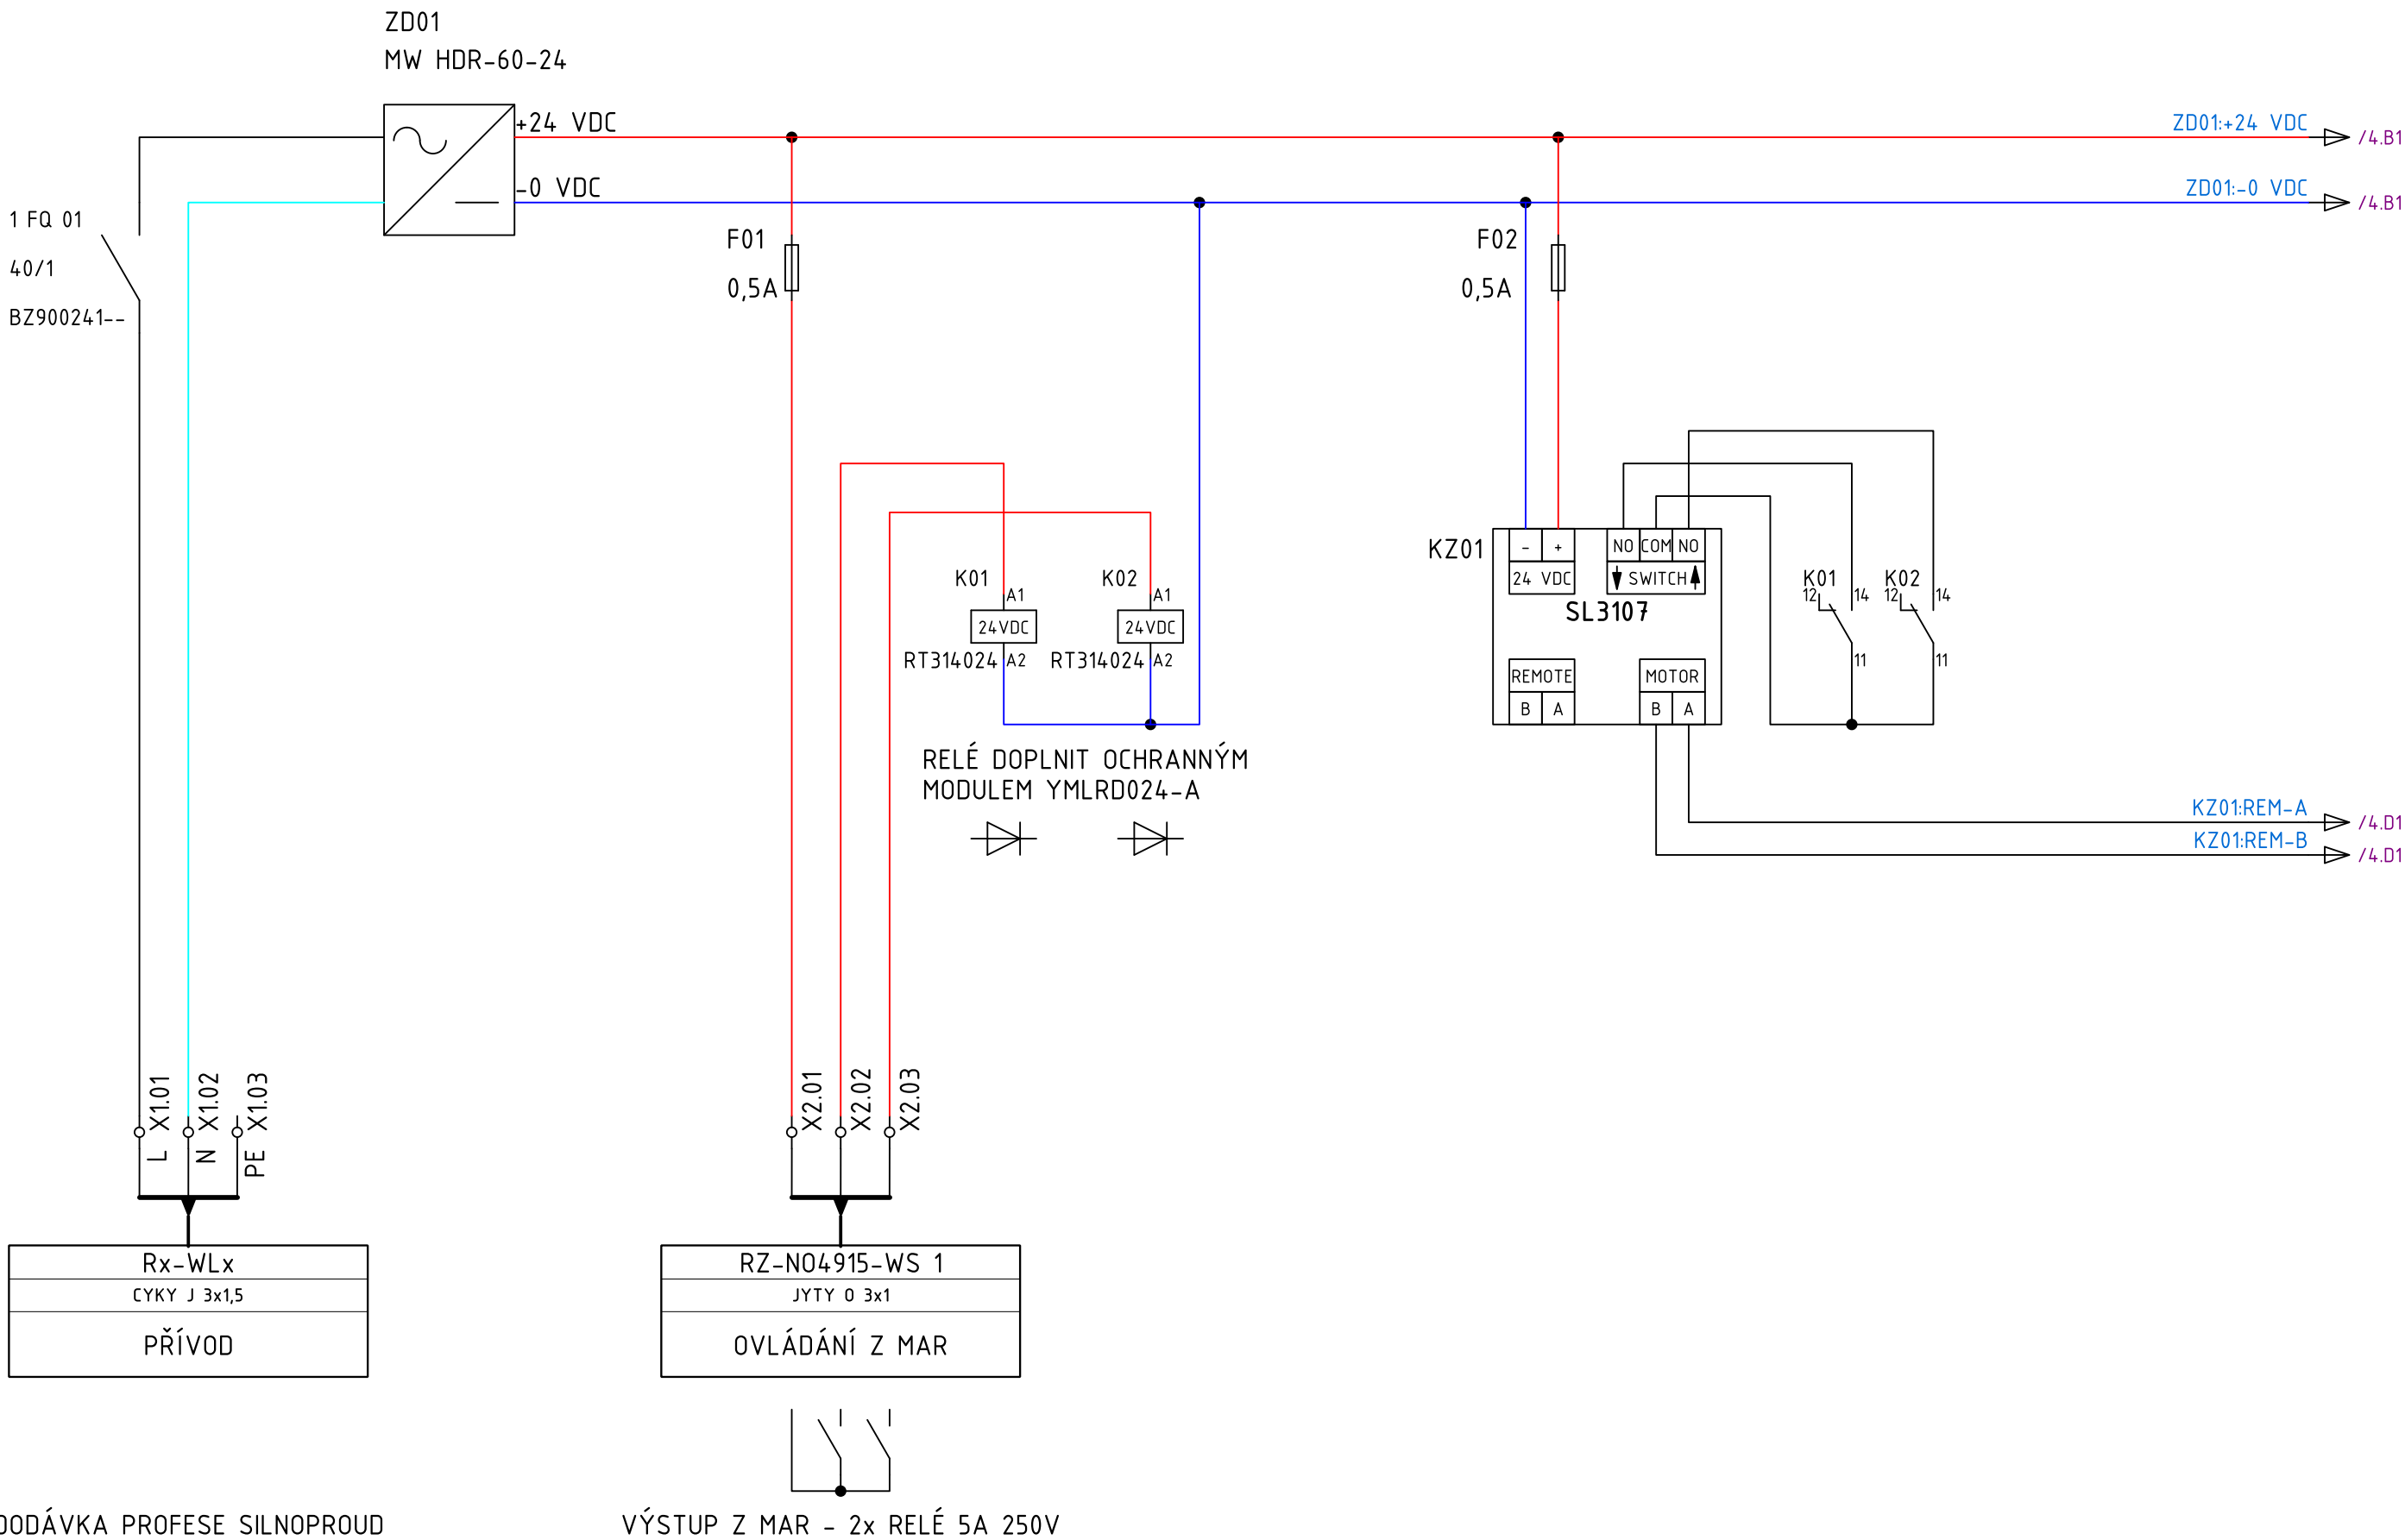 ZD01
MW HDR-60-24
+24 VDC
-0 VDC
ZD01:+24 VDC
/4.B1
ZD01:-0 VDC
/4.B1
1 FQ 01
40/1
BZ900241--
F01
0,5A
F02
0,5A
K01
A1
24VDC
RT314024
A2
K02
A1
24VDC
RT314024
A2
RELÉ DOPLNIT OCHRANNÝM
MODULEM YMLRD024-A
KZ01
- +
24 VDC
NO COM NO
SWITCH
SL3107
REMOTE
B A
MOTOR
B A
K01
12
14
11
K02
12
14
11
KZ01:REM-A
/4.D1
KZ01:REM-B
/4.D1
X1.01
X1.02
X1.03
L
N
PE
X2.01
X2.02
X2.03
Rx-WLx
CYKY J 3x1,5
PŘÍVOD
RZ-NO4915-WS 1
JYTY O 3x1
OVLÁDÁNÍ Z MAR
DODÁVKA PROFESE SILNOPROUD
VÝSTUP Z MAR - 2x RELÉ 5A 250V